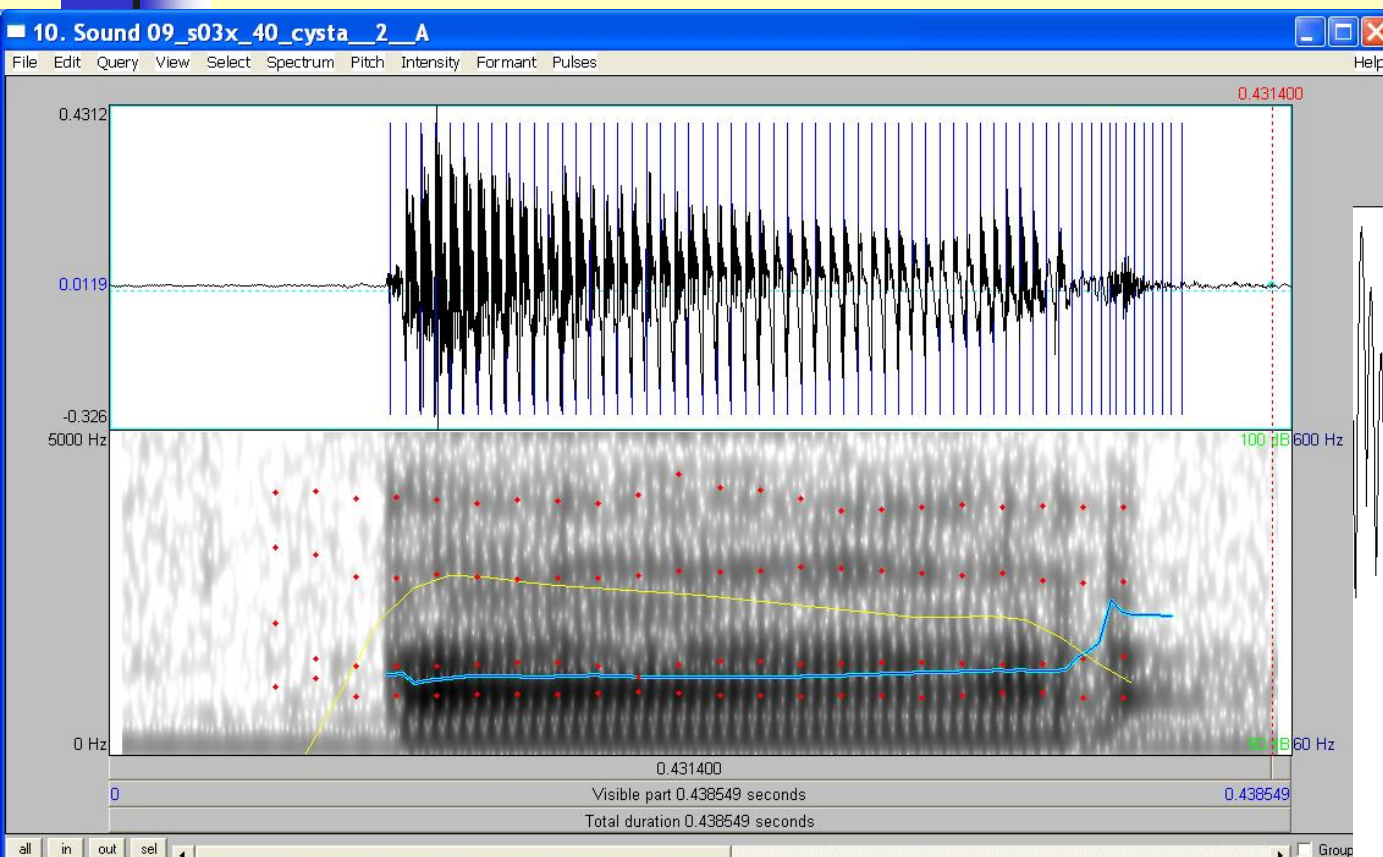 10. Sound 09_s03x_40_cysta__2__A
File Edit Query View Select Spectrum Pitch Intensity Formant Pulses Help
0.431400
0.4312
0.0119
-0.326
5000 Hz 100 dB 600 Hz
0 Hz dB 60 Hz
0.431400
0 Visible part 0.438549 seconds 0.438549
Total duration 0.438549 seconds
all in out sel Group